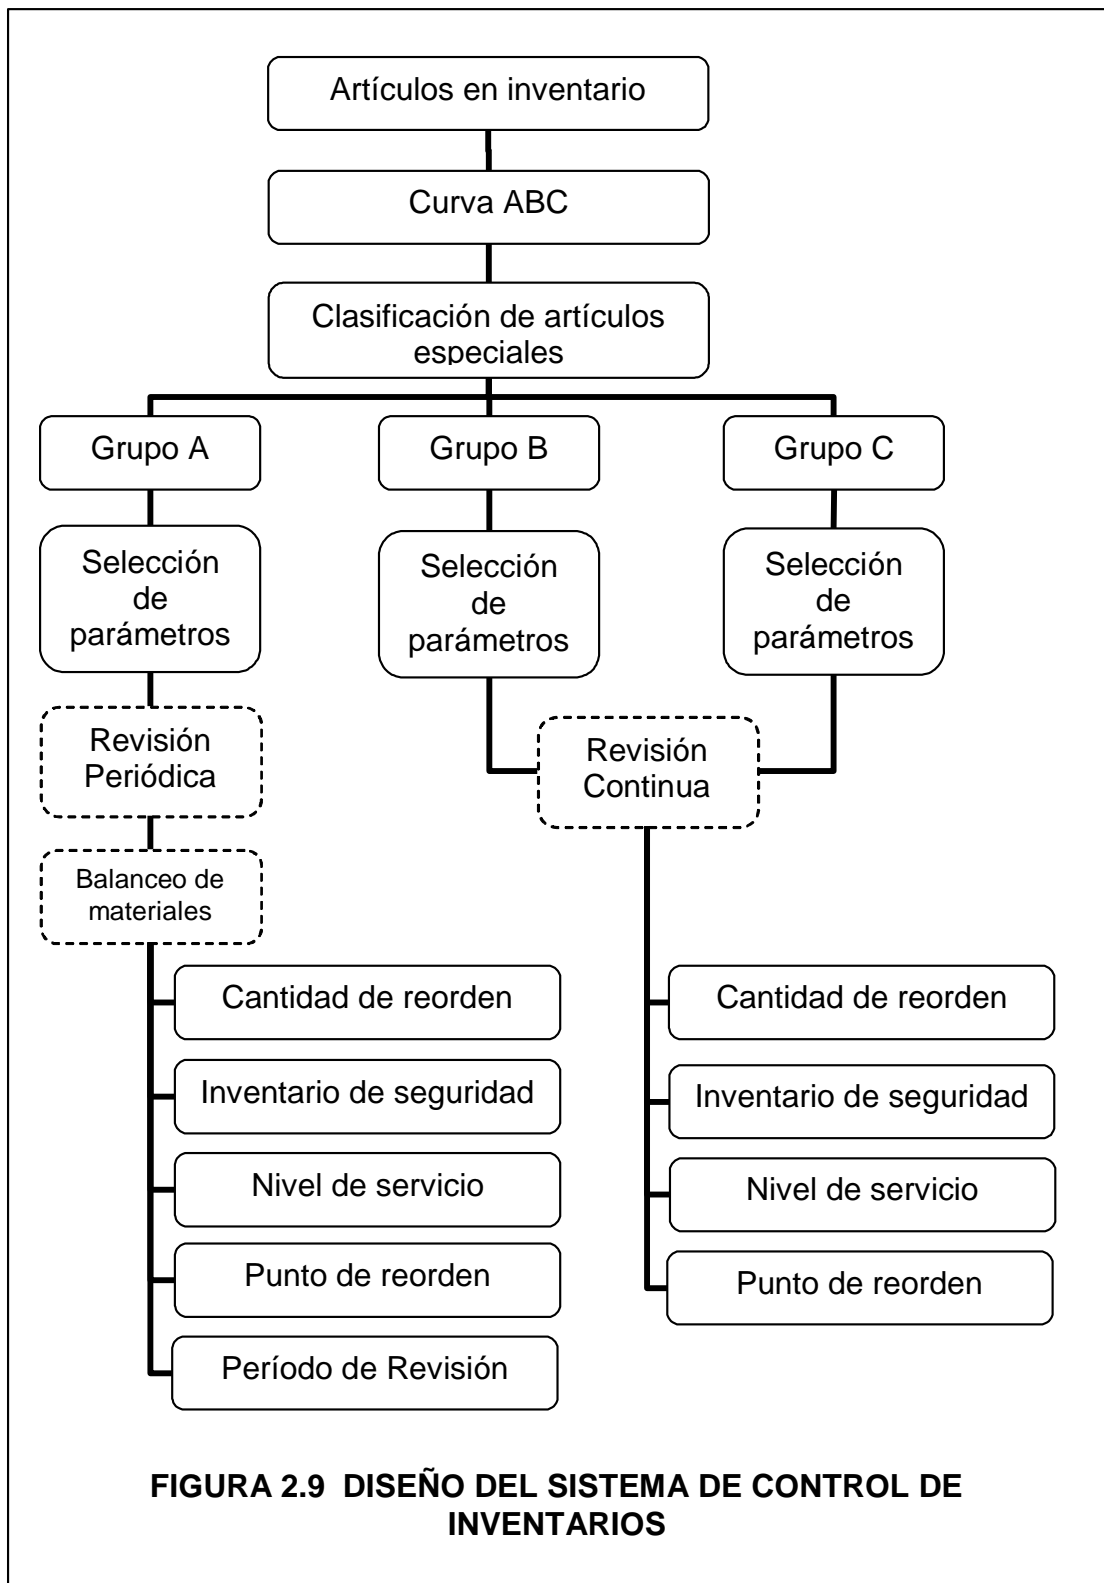 Artículos en inventario
Curva ABC
Clasificación de artículos
especiales
Grupo A
Grupo B
Grupo C
Selección
de
parámetros
Selección
de
parámetros
Selección
de
parámetros
Revisión
Periódica
Revisión
Continua
Balanceo de
materiales
Cantidad de reorden
Inventario de seguridad
Nivel de servicio
Punto de reorden
Período de Revisión
Cantidad de reorden
Inventario de seguridad
Nivel de servicio
Punto de reorden
FIGURA 2.9 DISEÑO DEL SISTEMA DE CONTROL DE
INVENTARIOS